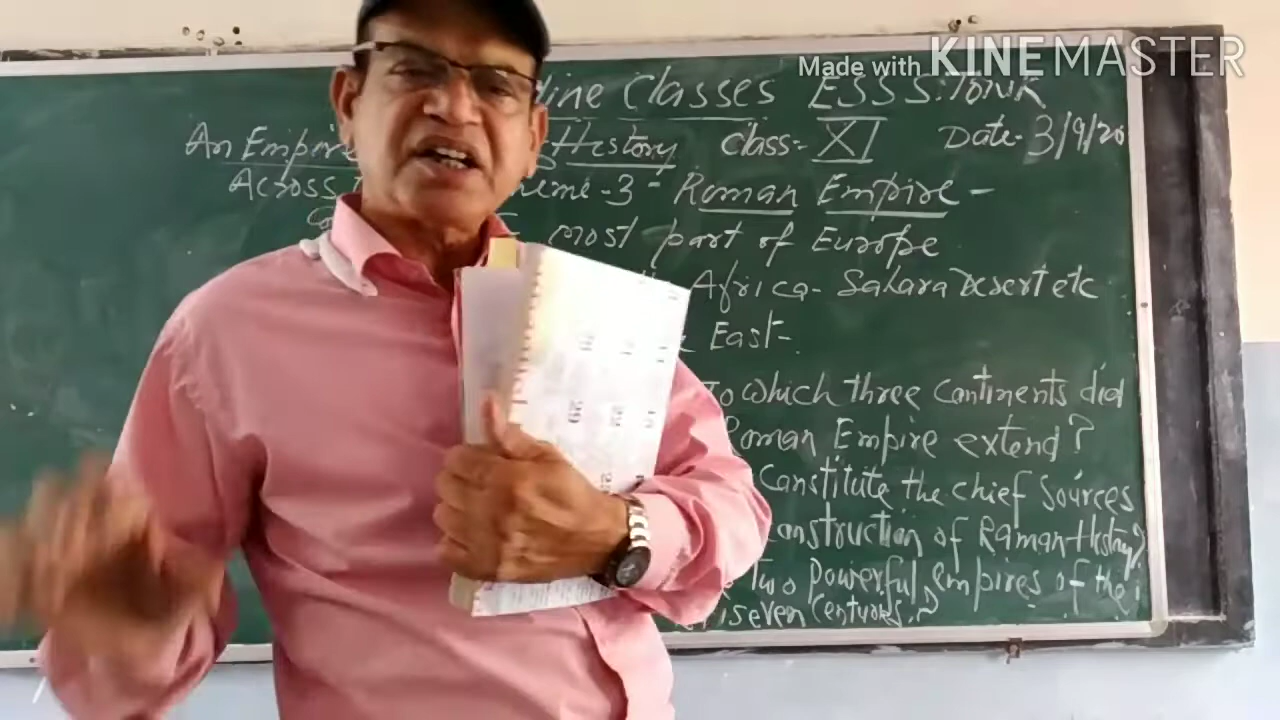 Made with KINEMASTER
line Classes ESSS:TONK
An Empire History Class- XI Date- 3/9/20
Across eme-3- Roman Empire-
most part of Europe
Africa- Sahara Desert etc
East-
To which three Continents did
Roman Empire extend?
Constitute the chief Sources
construction of Roman History?
Two Powerful empires of the
seven Centuries?